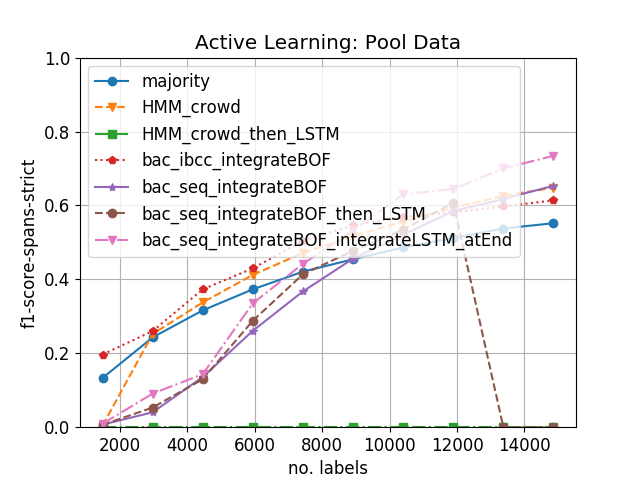 Active Learning: Pool Data
f1-score-spans-strict
1.0
0.8
0.6
0.4
0.2
0.0
majority
HMM_crowd
HMM_crowd_then_LSTM
bac_ibcc_integrateBOF
bac_seq_integrateBOF
bac_seq_integrateBOF_then_LSTM
bac_seq_integrateBOF_integrateLSTM_atEnd
2000 4000 6000 8000 10000 12000 14000
no. labels